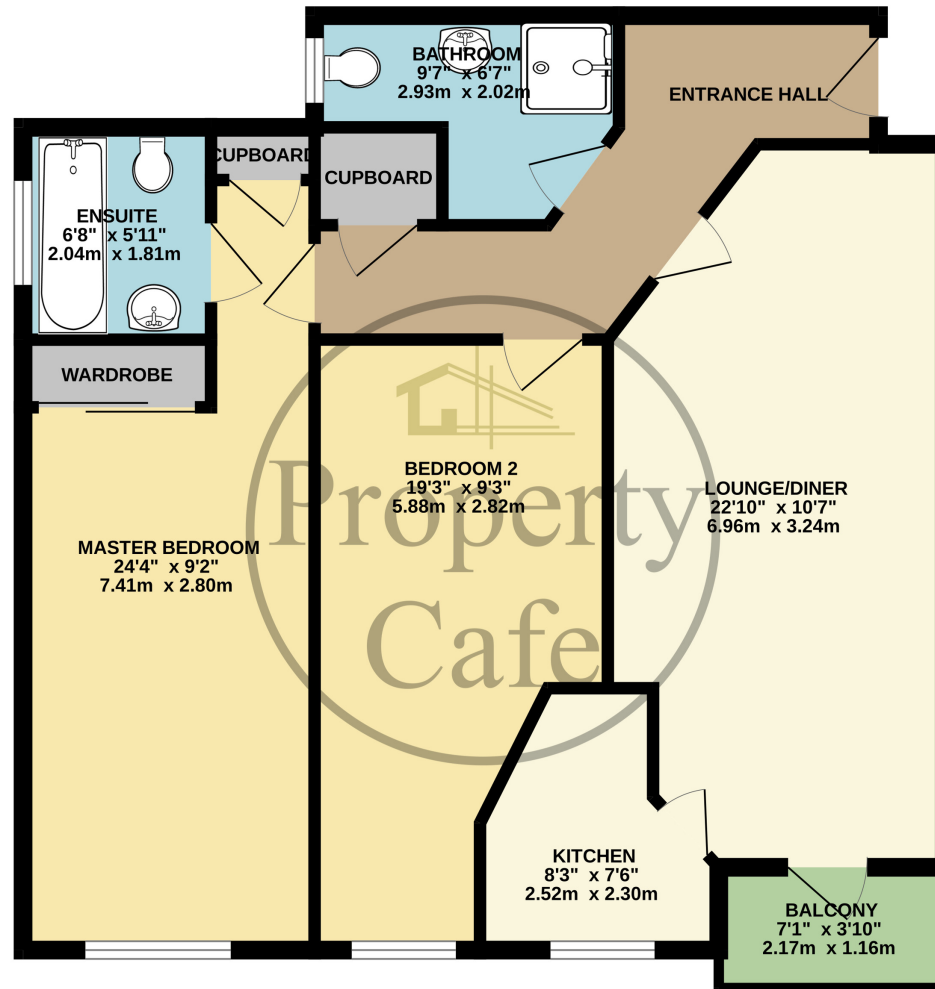 BATHROOM
9'7" x 6'7"
2.93m x 2.02m
ENTRANCE HALL
CUPBOARD
CUPBOARD
ENSUITE
6'8" x 5'11"
2.04m x 1.81m
WARDROBE
BEDROOM 2
19'3" x 9'3"
5.88m x 2.82m
LOUNGE/DINER
22'10" x 10'7"
6.96m x 3.24m
MASTER BEDROOM
24'4" x 9'2"
7.41m x 2.80m
Property
Cafe
KITCHEN
8'3" x 7'6"
2.52m x 2.30m
BALCONY
7'1" x 3'10"
2.17m x 1.16m